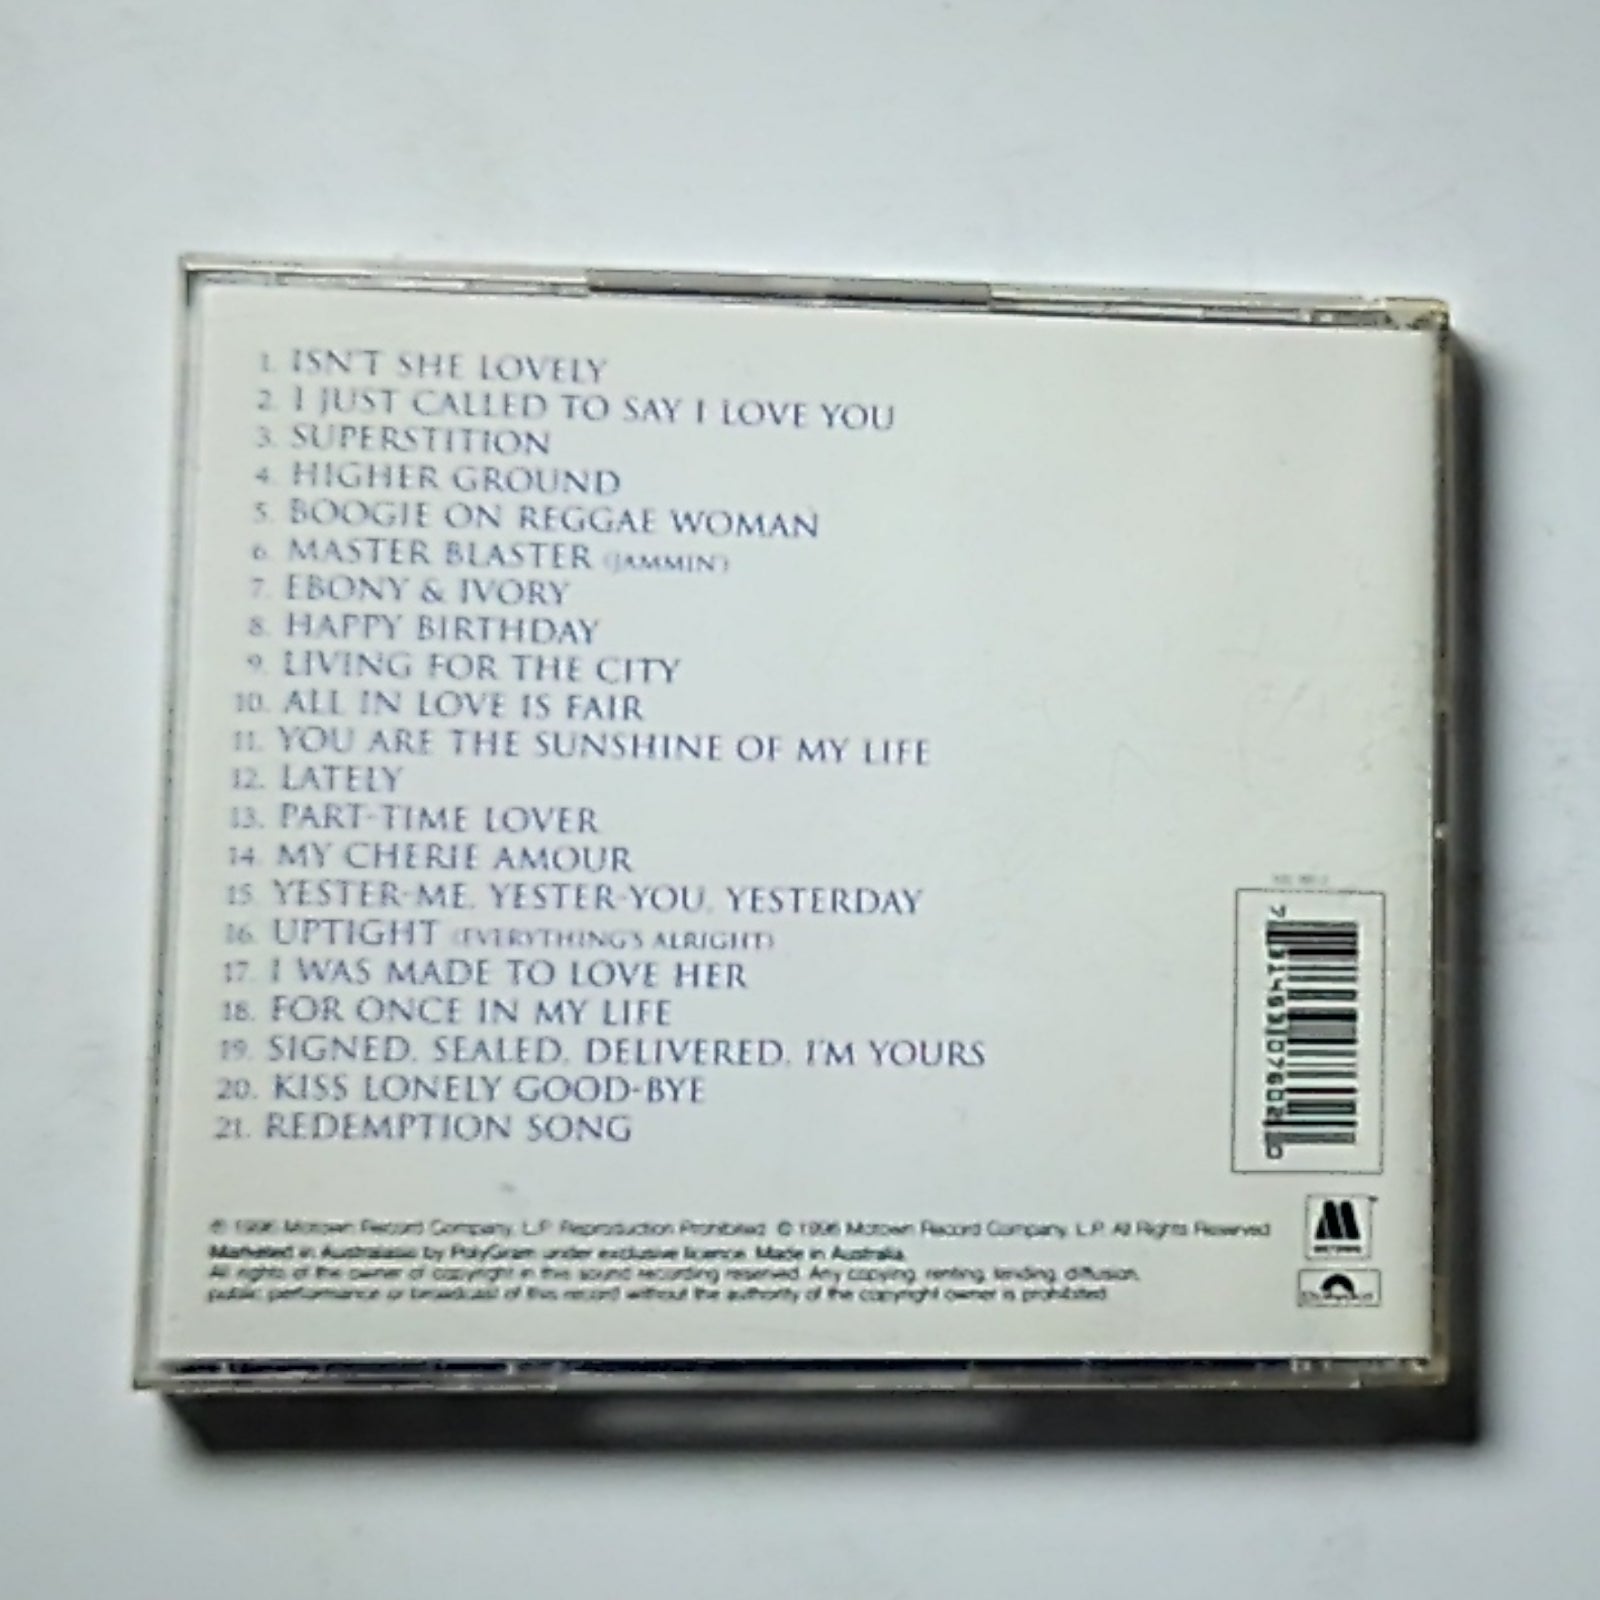 1. ISN'T SHE LOVELY
2. I JUST CALLED TO SAY I LOVE YOU
3. SUPERSTITION
4. HIGHER GROUND
5. BOOGIE ON REGGAE WOMAN
6. MASTER BLASTER (JAMMIN')
7. EBONY & IVORY
8. HAPPY BIRTHDAY
9. LIVING FOR THE CITY
10. ALL IN LOVE IS FAIR
11. YOU ARE THE SUNSHINE OF MY LIFE
12. LATELY
13. PART-TIME LOVER
14. MY CHERIE AMOUR
15. YESTER-ME, YESTER-YOU, YESTERDAY
16. UPTIGHT (EVERYTHING'S ALRIGHT)
17. I WAS MADE TO LOVE HER
18. FOR ONCE IN MY LIFE
19. SIGNED, SEALED, DELIVERED, I'M YOURS
20. KISS LONELY GOOD-BYE
21. REDEMPTION SONG
℗ 1996 Motown Record Company, L.P. Reproduction Prohibited. © 1996 Motown Record Company, L.P. All Rights Reserved
Marketed in Australasia by PolyGram under exclusive licence. Made in Australia.
All rights of the owner of copyright in this sound recording reserved. Any copying, renting, lending, diffusion,
public performance or broadcast of this record without the authority of the copyright owner is prohibited.
MOTOWN